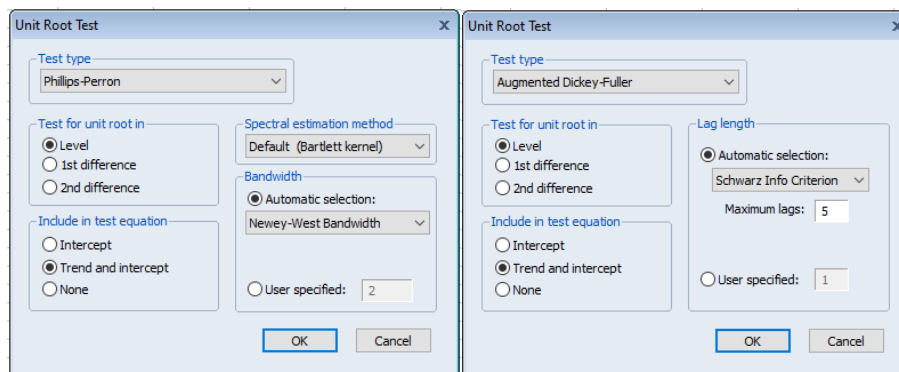 Unit Root Test
x
Test type
Phillips-Perron
Test for unit root in
Level
1st difference
2nd difference
Include in test equation
Intercept
Trend and intercept
None
Spectral estimation method
Default (Bartlett kernel)
Bandwidth
Automatic selection:
Newey-West Bandwidth
User specified: 2
OK Cancel
Unit Root Test
x
Test type
Augmented Dickey-Fuller
Test for unit root in
Level
1st difference
2nd difference
Include in test equation
Intercept
Trend and intercept
None
Lag length
Automatic selection:
Schwarz Info Criterion
Maximum lags: 5
User specified: 1
OK Cancel